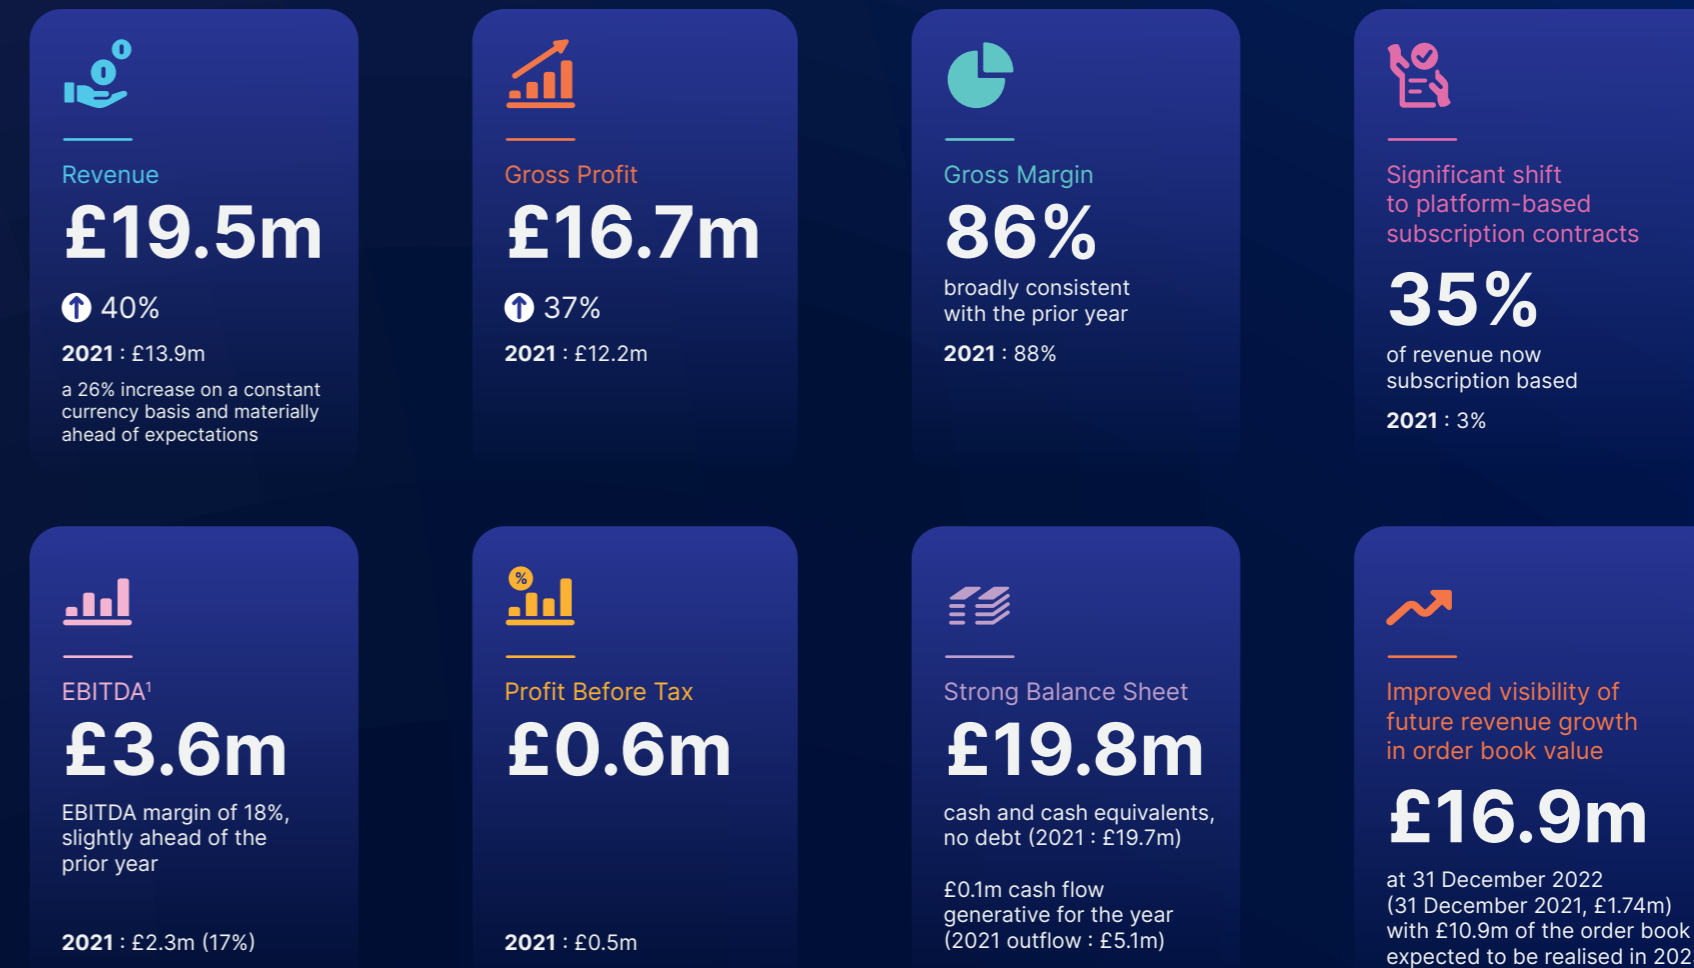 Revenue
£19.5m
40%
2021 : £13.9m
a 26% increase on a constant
currency basis and materially
ahead of expectations
Gross Profit
£16.7m
37%
2021 : £12.2m
Gross Margin
86%
broadly consistent
with the prior year
2021 : 88%
Significant shift
to platform-based
subscription contracts
35%
of revenue now
subscription based
2021 : 3%
EBITDA¹
£3.6m
EBITDA margin of 18%,
slightly ahead of the
prior year
2021 : £2.3m (17%)
%
Profit Before Tax
£0.6m
2021 : £0.5m
Strong Balance Sheet
£19.8m
cash and cash equivalents,
no debt (2021 : £19.7m)
£0.1m cash flow
generative for the year
(2021 outflow : £5.1m)
Improved visibility of
future revenue growth
in order book value
£16.9m
at 31 December 2022
(31 December 2021, £1.74m)
with £10.9m of the order book
expected to be realised in